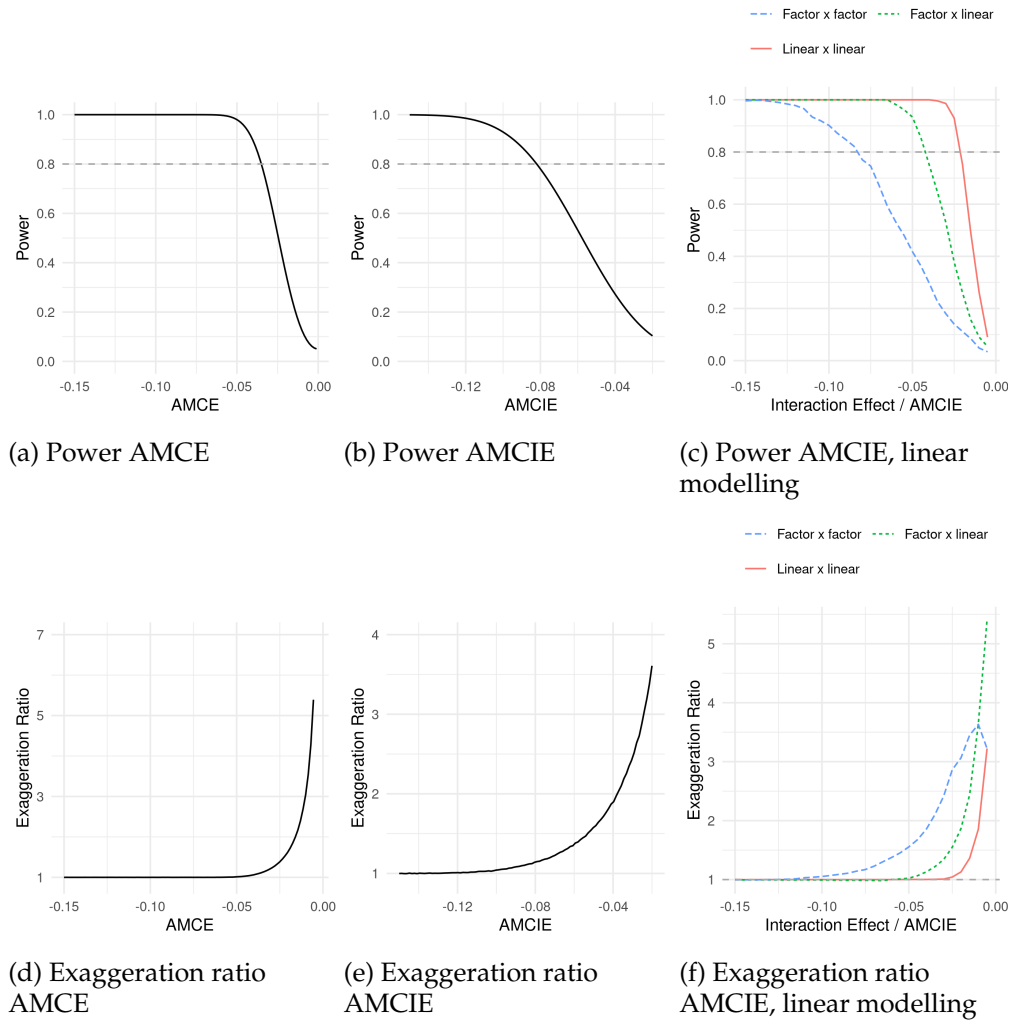 Factor x factor Factor x linear
Linear x linear
Power
1.0
0.8
0.6
0.4
0.2
0.0
-0.15 -0.10 -0.05 0.00
AMCE
(a) Power AMCE
Power
1.0
0.8
0.6
0.4
0.2
0.0
-0.12 -0.08 -0.04
AMCIE
(b) Power AMCIE
Power
1.0
0.8
0.6
0.4
0.2
0.0
-0.15 -0.10 -0.05 0.00
Interaction Effect / AMCIE
(c) Power AMCIE, linear
modelling
Factor x factor Factor x linear
Linear x linear
Exaggeration Ratio
7
5
3
1
-0.15 -0.10 -0.05 0.00
AMCE
(d) Exaggeration ratio
AMCE
Exaggeration Ratio
4
3
2
1
-0.12 -0.08 -0.04
AMCIE
(e) Exaggeration ratio
AMCIE
Exaggeration Ratio
5
4
3
2
1
-0.15 -0.10 -0.05 0.00
Interaction Effect / AMCIE
(f) Exaggeration ratio
AMCIE, linear modelling